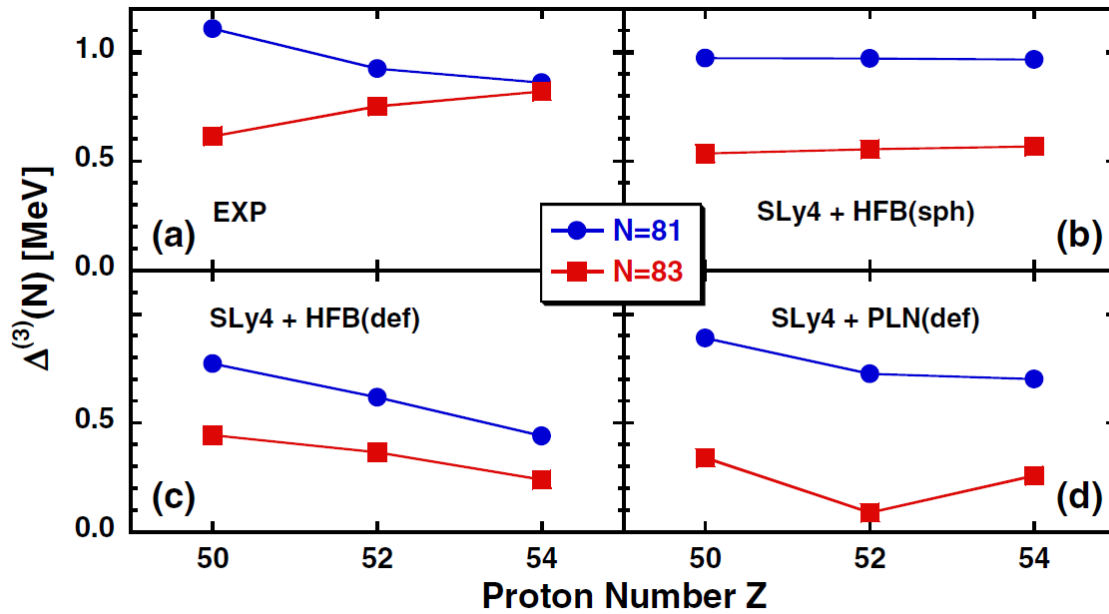 1.0
0.5
0.0
0.5
0.0
Δ(3)(N) [MeV]
(a)
EXP
SLy4 + HFB(sph)
(b)
N=81
N=83
SLy4 + HFB(def)
(c)
SLy4 + PLN(def)
(d)
50 52 54 50 52 54
Proton Number Z